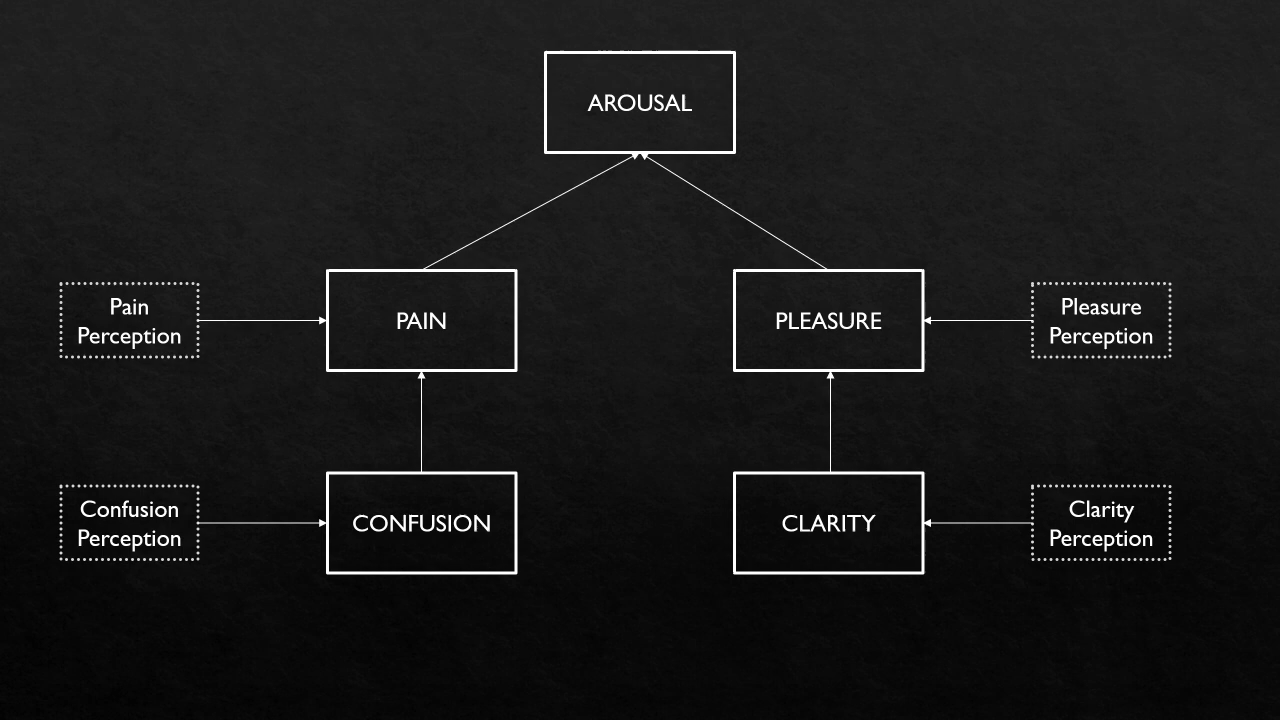 AROUSAL
Pain
Perception
PAIN
PLEASURE
Pleasure
Perception
Confusion
Perception
CONFUSION
CLARITY
Clarity
Perception